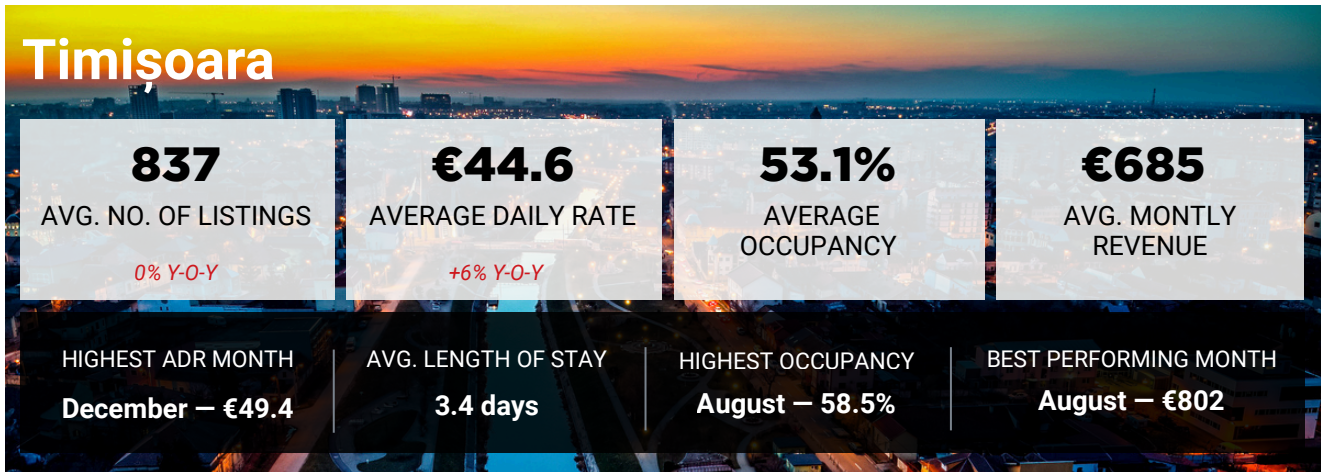 Timișoara
837
AVG. NO. OF LISTINGS
0% Y-O-Y
€44.6
AVERAGE DAILY RATE
+6% Y-O-Y
53.1%
AVERAGE
OCCUPANCY
€685
AVG. MONTLY
REVENUE
HIGHEST ADR MONTH
December — €49.4
AVG. LENGTH OF STAY
3.4 days
HIGHEST OCCUPANCY
August — 58.5%
BEST PERFORMING MONTH
August — €802